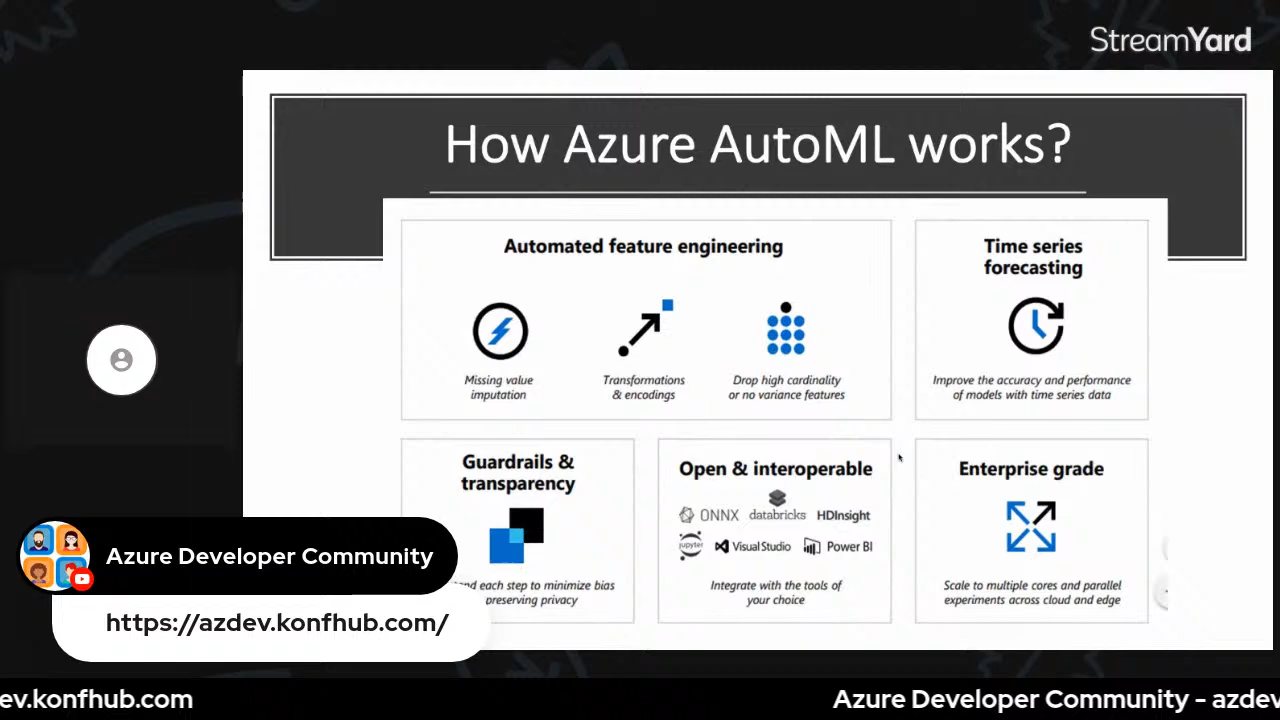 StreamYard
How Azure AutoML works?
Automated feature engineering
Missing value
imputation
Transformations
& encodings
Drop high cardinality
or no variance features
Time series
forecasting
Improve the accuracy and performance
of models with time series data
Guardrails &
transparency
each step to minimize bias
preserving privacy
Open & interoperable
ONNX
databricks
HDInsight
jupyter
Visual Studio
Power BI
Integrate with the tools of
your choice
Enterprise grade
Scale to multiple cores and parallel
experiments across cloud and edge
Azure Developer Community
https://azdev.konfhub.com/
ev.konfhub.com
Azure Developer Community - azdev